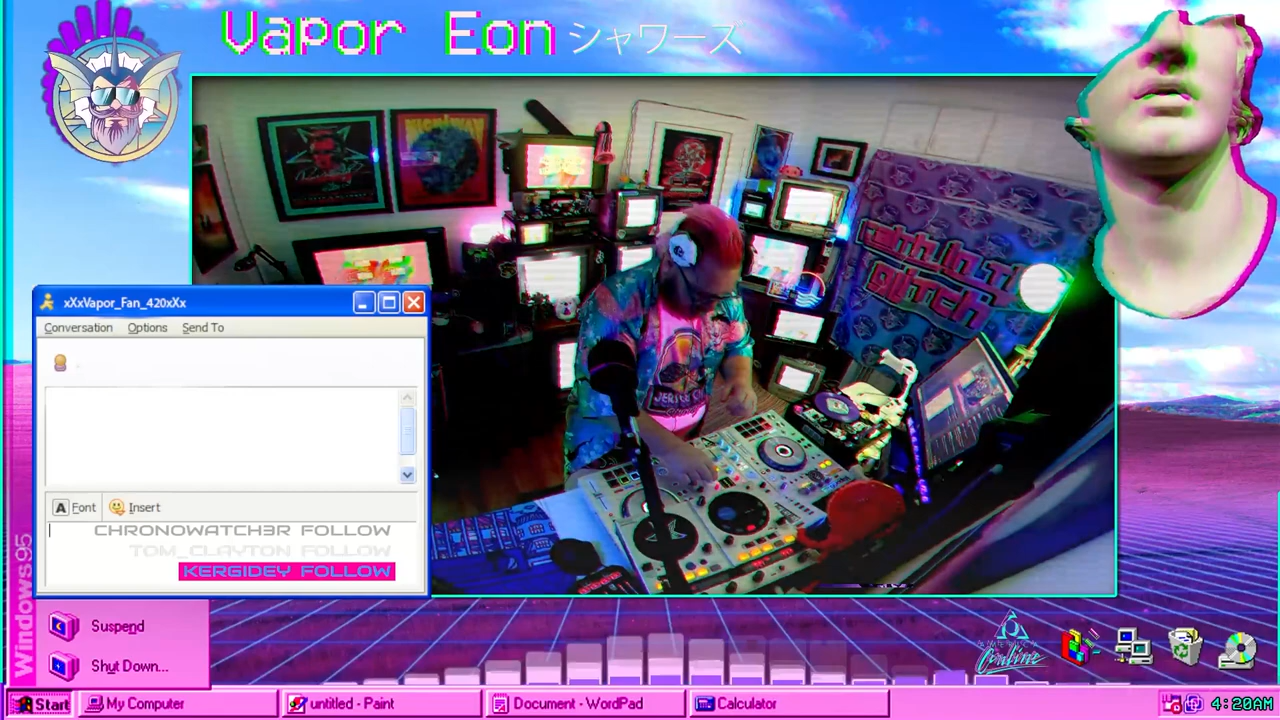 Vapor Eon シャワーズ
xXxVapor_Fan_420xXx
Conversation Options Send To
A Font Insert
CHRONOWATCH3R FOLLOW
TOM_CLAYTON FOLLOW
KERGIDEY FOLLOW
Windows95
Suspend
Shut Down...
Start My Computer untitled - Paint Document - WordPad Calculator 4:20AM